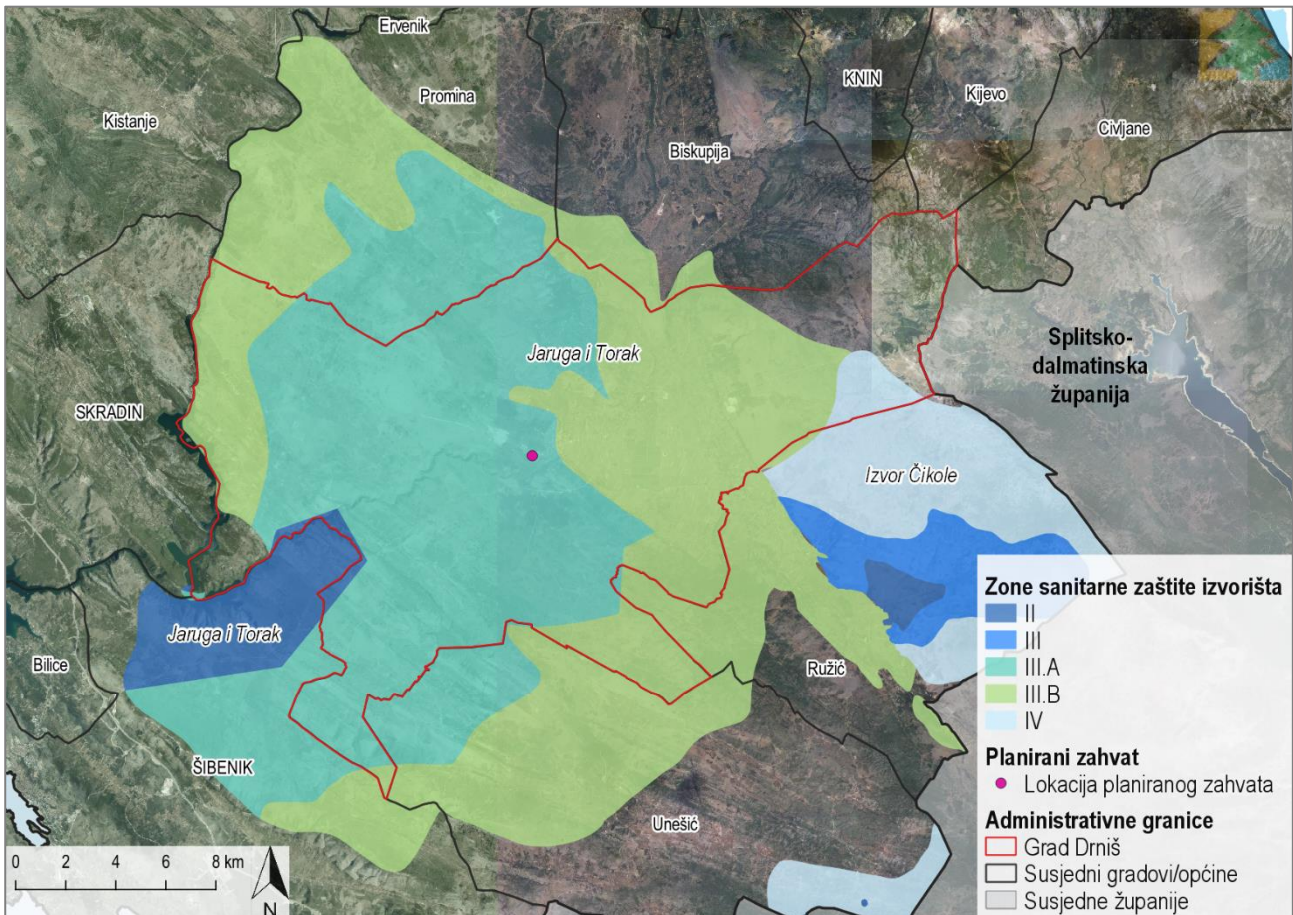 Ervenik
Promina
KNIN
Kijevo
Kistanje
Civljane
Biskupija
Splitsko-
dalmatinska
županija
Jaruga i Torak
SKRADIN
Izvor Čikole
Jaruga i Torak
Bilice
Ružić
ŠIBENIK
Unešić
0 2 4 6 8 km
N
Zone sanitarne zaštite izvorišta
II
III
III.A
III.B
IV
Planirani zahvat
Lokacija planiranog zahvata
Administrativne granice
Grad Drniš
Susjedni gradovi/općine
Susjedne županije